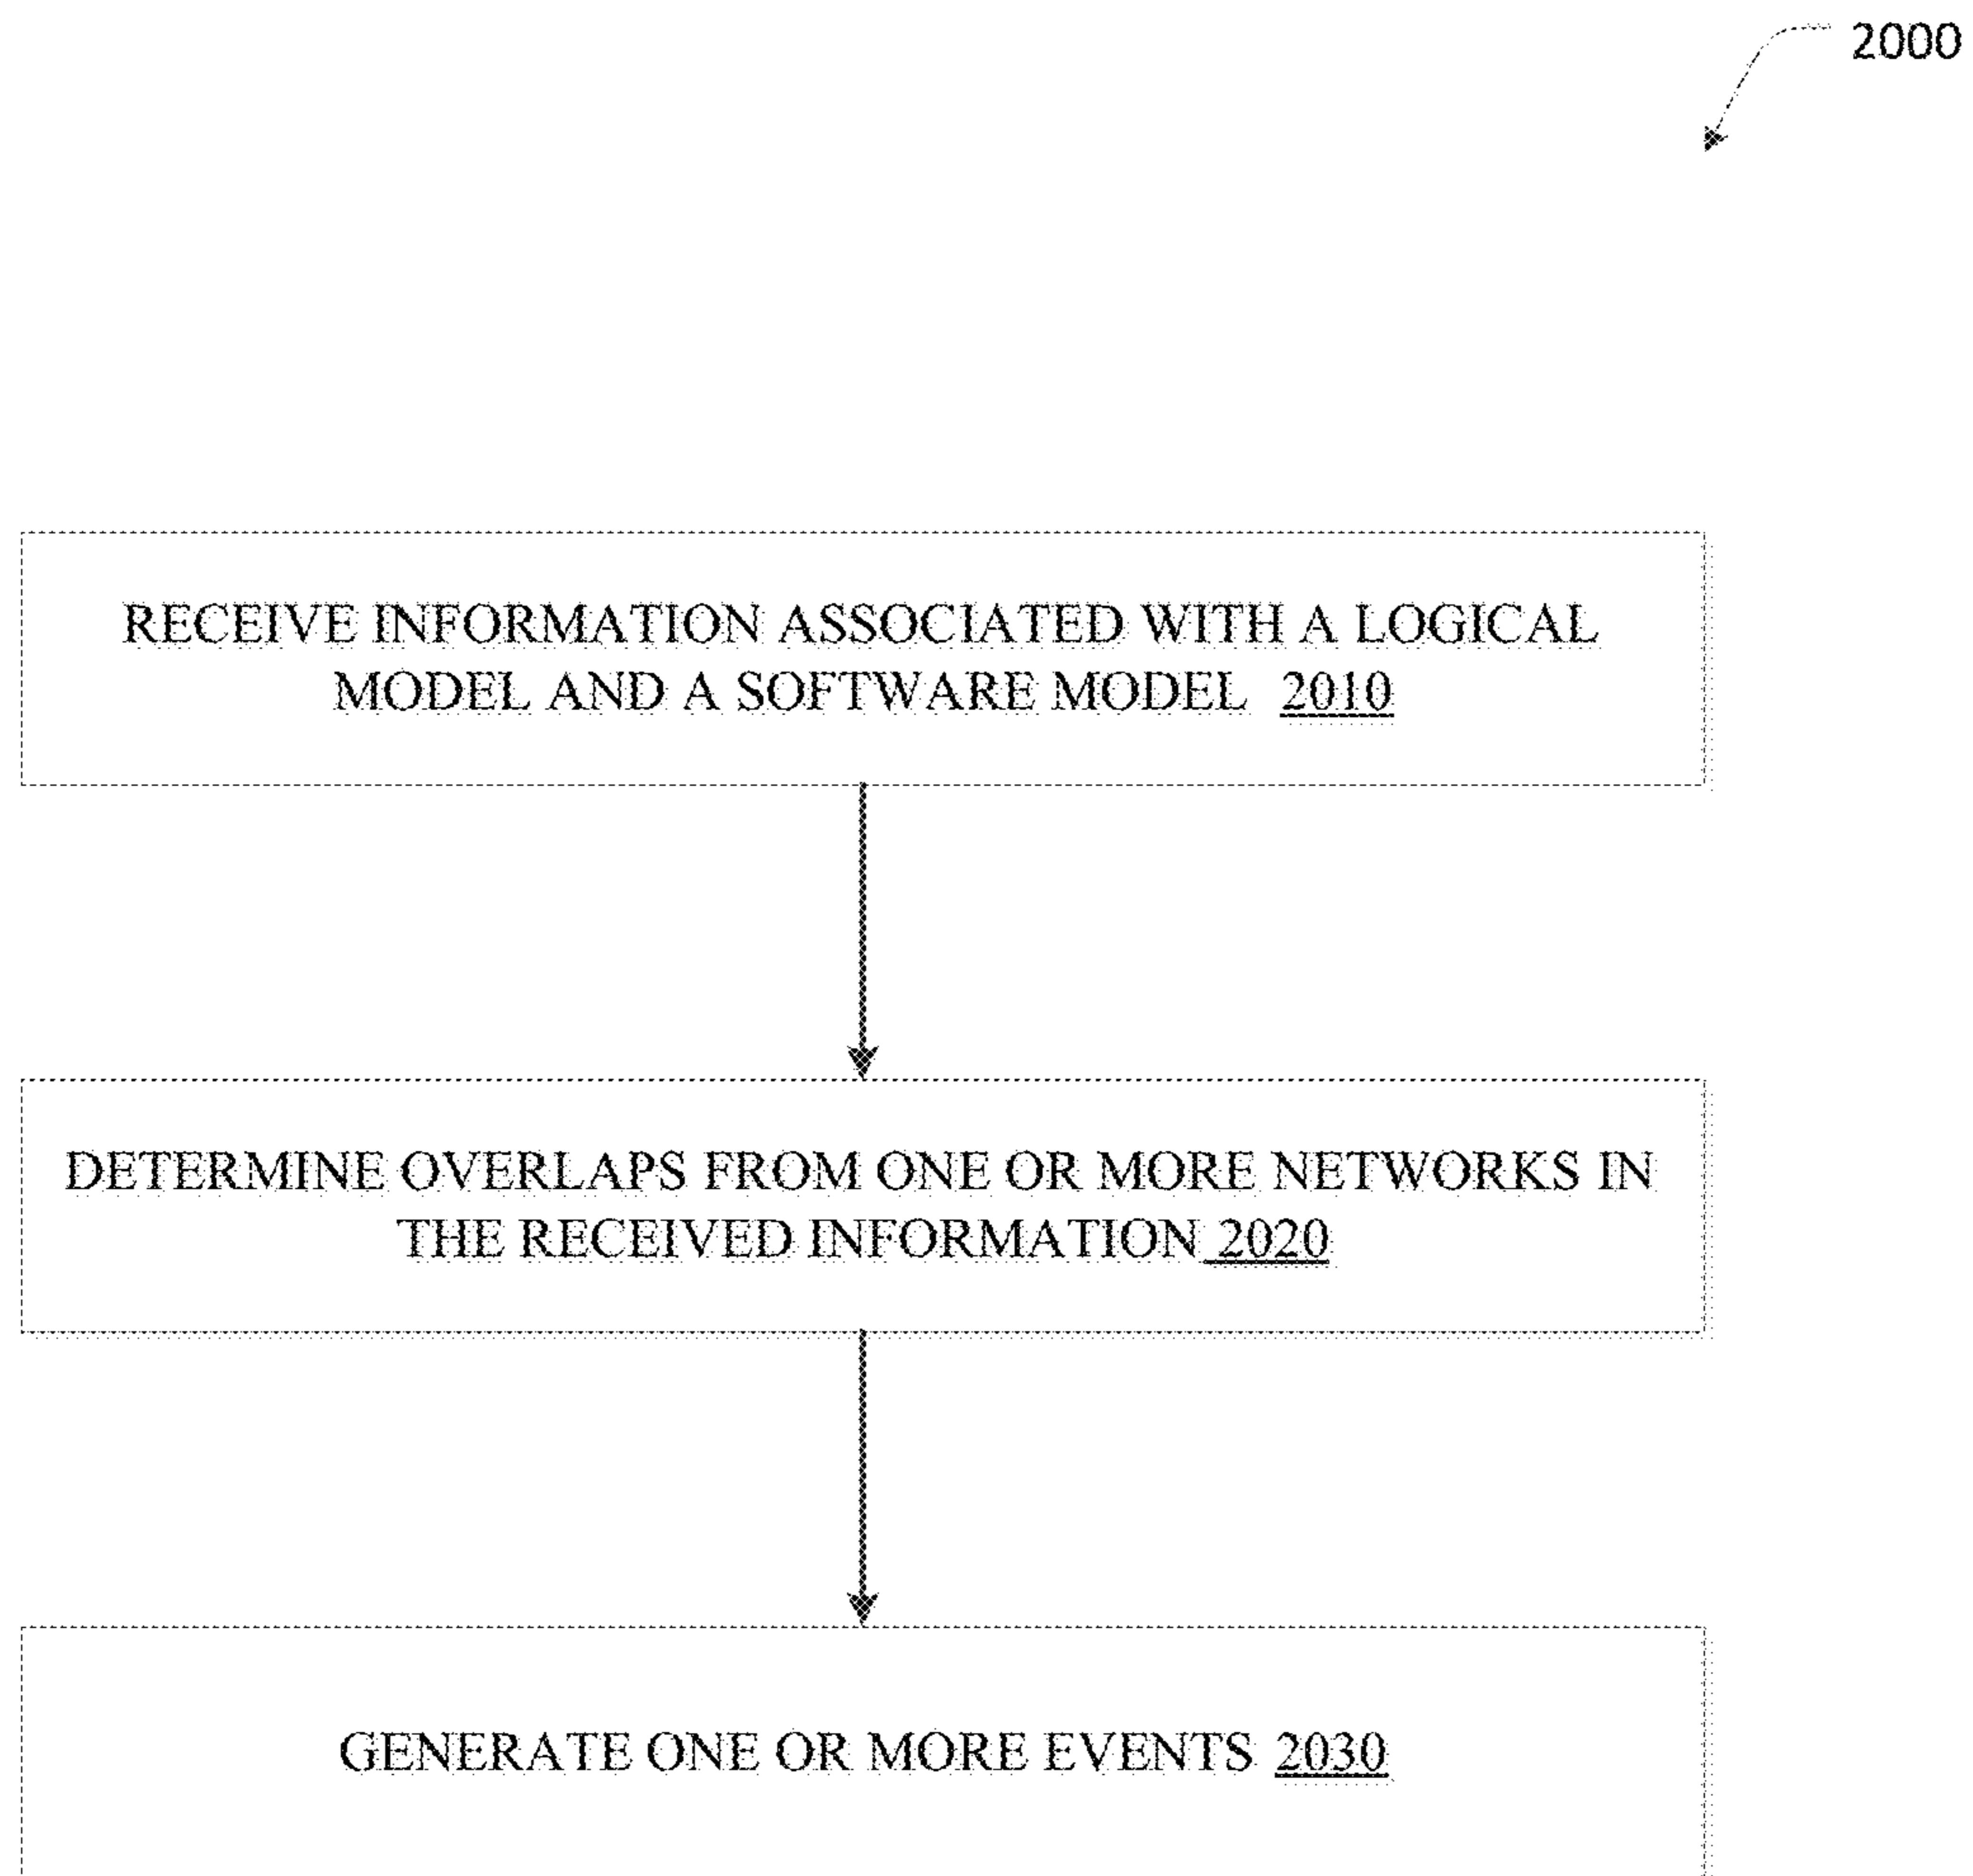 2000
RECEIVE INFORMATION ASSOCIATED WITH A LOGICAL
MODEL AND A SOFTWARE MODEL 2010
DETERMINE OVERLAPS FROM ONE OR MORE NETWORKS IN
THE RECEIVED INFORMATION 2020
GENERATE ONE OR MORE EVENTS 2030